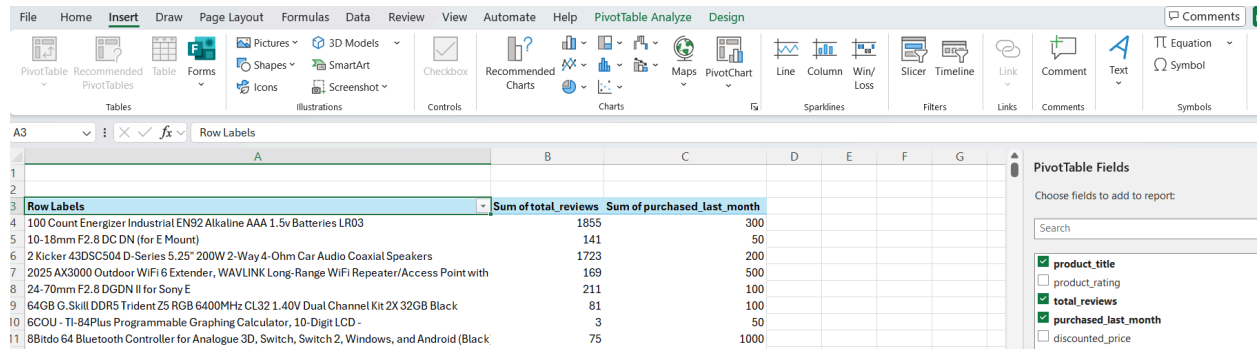 File Home Insert Draw Page Layout Formulas Data Review View Automate Help PivotTable Analyze Design Comments
PivotTable Recommended PivotTables Table Forms
Tables
Pictures 3D Models
Shapes SmartArt
Icons Screenshot
Illustrations
Checkbox
Controls
Recommended Charts Maps PivotChart
Charts
Line Column Win/Loss
Sparklines
Slicer Timeline
Filters
Link
Links
Comment
Comments
Text
Equation
Symbol
Symbols
A3 fx Row Labels
A B C D E F G
1
2
3 Row Labels Sum of total_reviews Sum of purchased_last_month
4 100 Count Energizer Industrial EN92 Alkaline AAA 1.5v Batteries LR03 1855 300
5 10-18mm F2.8 DC DN (for E Mount) 141 50
6 2 Kicker 43DSC504 D-Series 5.25" 200W 2-Way 4-Ohm Car Audio Coaxial Speakers 1723 200
7 2025 AX3000 Outdoor WiFi 6 Extender, WAVLINK Long-Range WiFi Repeater/Access Point with 169 500
8 24-70mm F2.8 DGDN II for Sony E 211 100
9 64GB G.Skill DDR5 Trident Z5 RGB 6400MHz CL32 1.40V Dual Channel Kit 2X 32GB Black 81 100
10 6COU - TI-84Plus Programmable Graphing Calculator, 10-Digit LCD - 3 50
11 8Bitdo 64 Bluetooth Controller for Analogue 3D, Switch, Switch 2, Windows, and Android (Black 75 1000
PivotTable Fields
Choose fields to add to report:
Search
product_title
product_rating
total_reviews
purchased_last_month
discounted_price